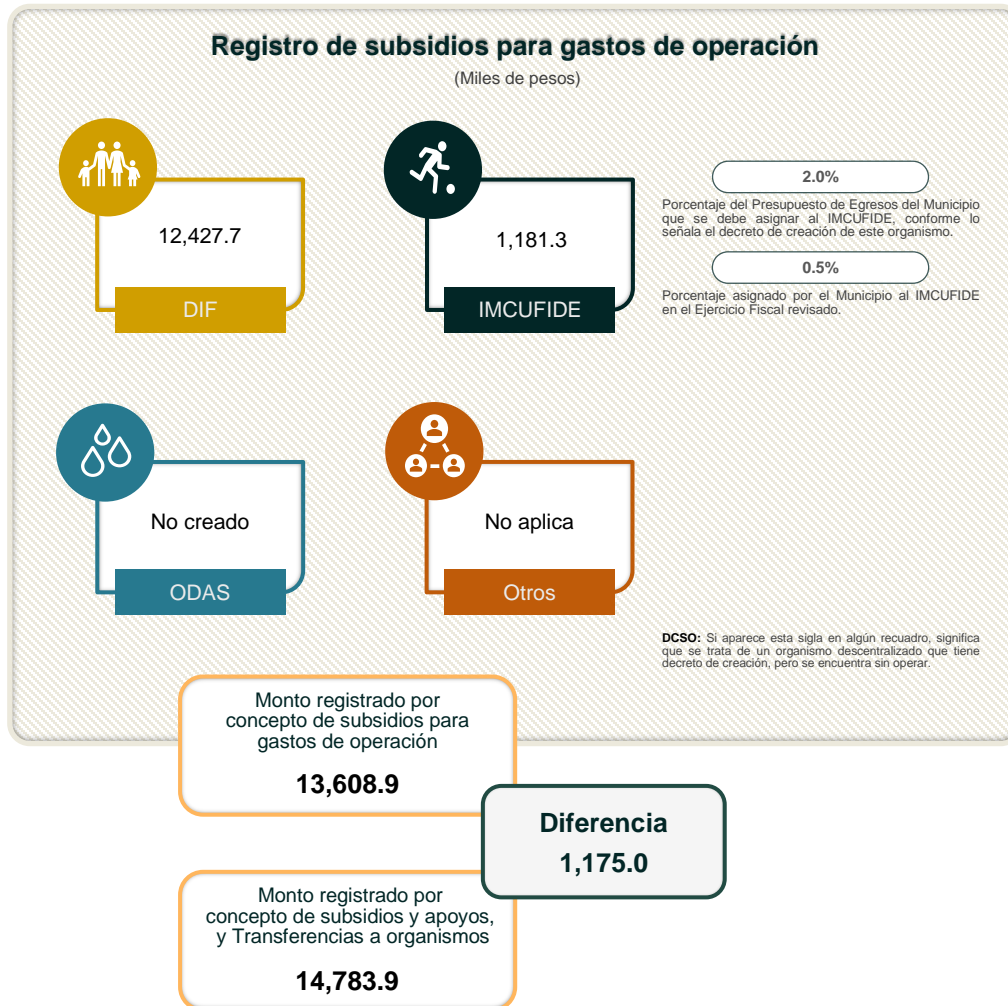 Registro de subsidios para gastos de operación
(Miles de pesos)
12,427.7
DIF
1,181.3
IMCUFIDE
2.0%
Porcentaje del Presupuesto de Egresos del Municipio
que se debe asignar al IMCUFIDE, conforme lo
señala el decreto de creación de este organismo.
0.5%
Porcentaje asignado por el Municipio al IMCUFIDE
en el Ejercicio Fiscal revisado.
No creado
ODAS
No aplica
Otros
DCSO: Si aparece esta sigla en algún recuadro, significa
que se trata de un organismo descentralizado que tiene
decreto de creación, pero se encuentra sin operar.
Monto registrado por
concepto de subsidios para
gastos de operación
13,608.9
Diferencia
1,175.0
Monto registrado por
concepto de subsidios y apoyos,
y Transferencias a organismos
14,783.9